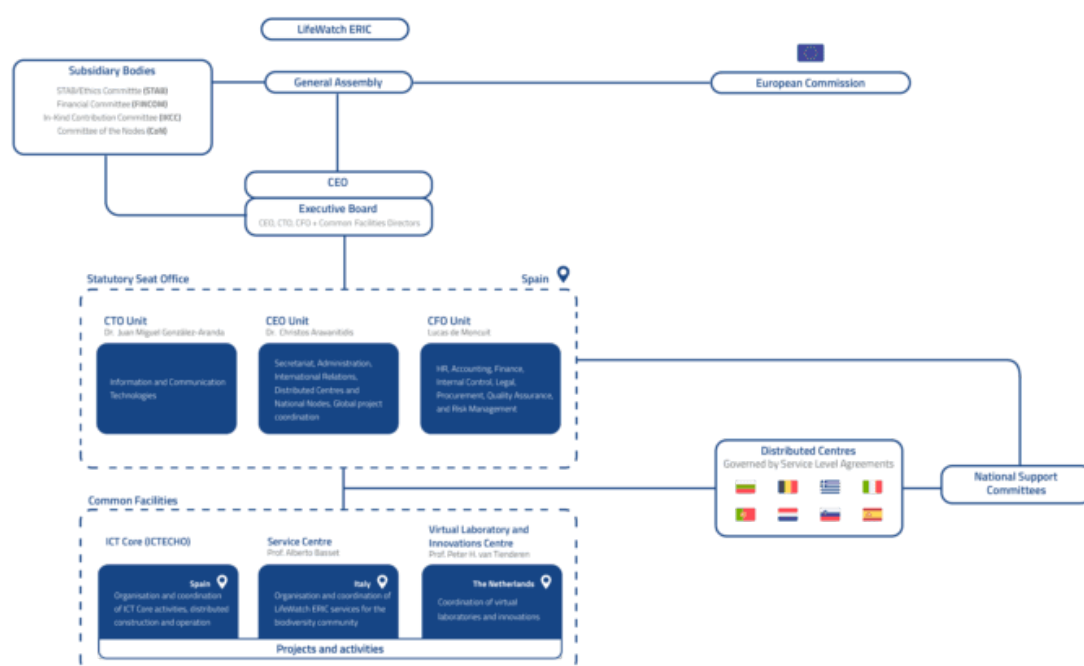 LifeWatch ERIC
Subsidiary Bodies
STAB/Ethics Committe (STAB)
Financial Committee (FINCOM)
In-Kind Contribution Committee (IKCC)
Committee of the Nodes (CoN)
General Assembly
European Commission
CEO
Executive Board
CEO, CTO, CFO + Common Facilities Directors
Statutory Seat Office
Spain
CTO Unit
Dr. Juan Miguel González-Aranda
Information and Communication
Technologies
CEO Unit
Dr. Christos Arvanitidis
Secretariat, Administration,
International Relations,
Distributed Centres and
National Nodes, Global project
coordination
CFO Unit
Lucas de Moncuit
HR, Accounting, Finance,
Internal Control, Legal,
Procurement, Quality Assurance,
and Risk Management
Distributed Centres
Governed by Service Level Agreements
National Support
Committees
Common Facilities
ICT Core (ICTECHO)
Spain
Organisation and coordination
of ICT Core activities, distributed
construction and operation
Service Centre
Prof. Alberto Basset
Italy
Organisation and coordination of
LifeWatch ERIC services for the
biodiversity community
Virtual Laboratory and
Innovations Centre
Prof. Peter H. van Tienderen
The Netherlands
Coordination of virtual
laboratories and innovations
Projects and activities